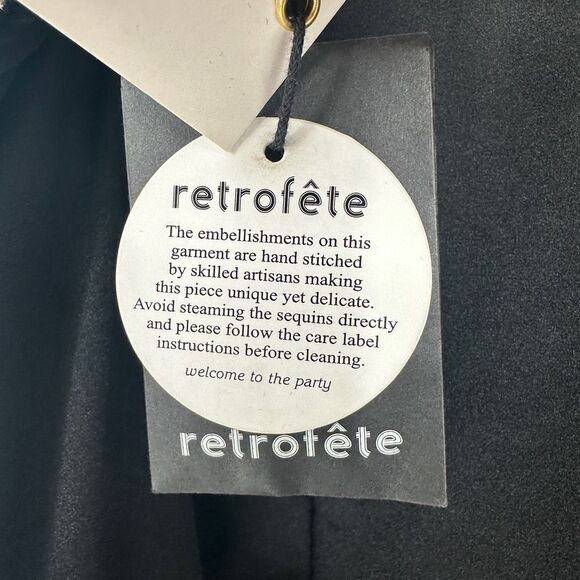 retrofête
The embellishments on this
garment are hand stitched
by skilled artisans making
this piece unique yet delicate.
Avoid steaming the sequins directly
and please follow the care label
instructions before cleaning.
welcome to the party
retrofête